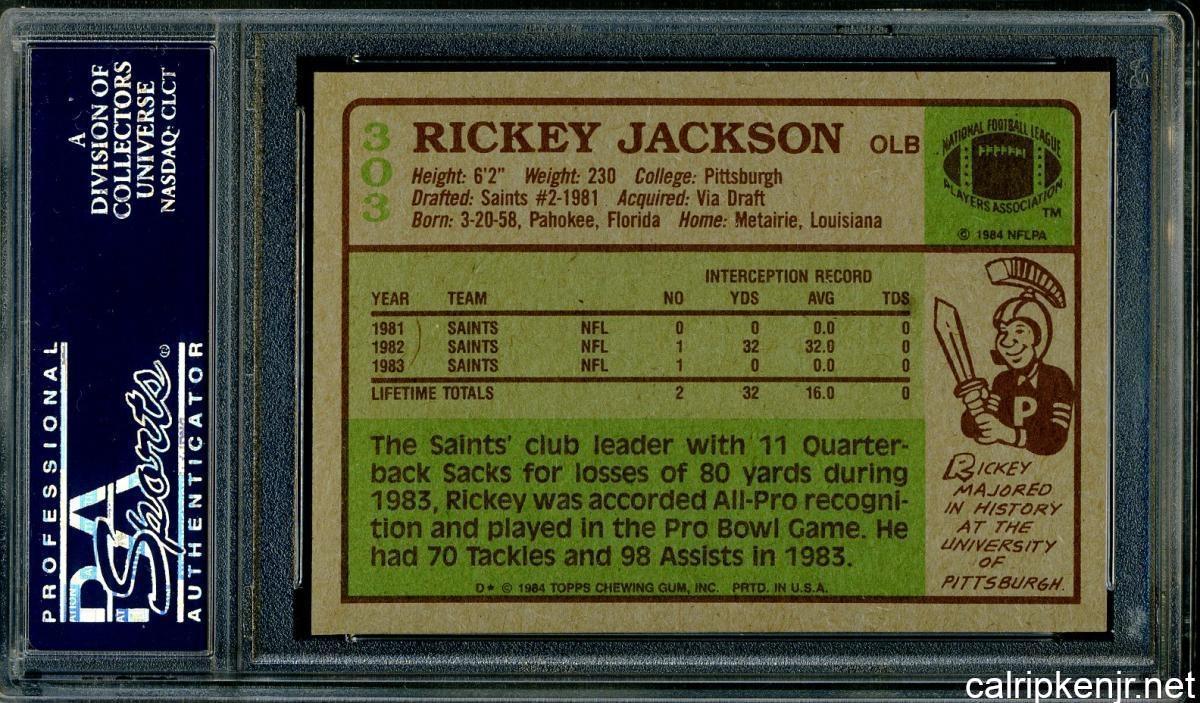 A
DIVISION OF
COLLECTORS
UNIVERSE
NASDAQ: CLCT
PROFESSIONAL
PSA
Sports®
AUTHENTICATOR
303
RICKEY JACKSON OLB
Height: 6'2" Weight: 230 College: Pittsburgh
Drafted: Saints #2-1981 Acquired: Via Draft
Born: 3-20-58, Pahokee, Florida Home: Metairie, Louisiana
NATIONAL FOOTBALL LEAGUE
PLAYERS ASSOCIATION
TM
© 1984 NFLPA
INTERCEPTION RECORD
YEAR TEAM NO YDS AVG TDS
1981 SAINTS NFL 0 0 0.0 0
1982 SAINTS NFL 1 32 32.0 0
1983 SAINTS NFL 1 0 0.0 0
LIFETIME TOTALS 2 32 16.0 0
The Saints' club leader with 11 Quarter-
back Sacks for losses of 80 yards during
1983, Rickey was accorded All-Pro recogni-
tion and played in the Pro Bowl Game. He
had 70 Tackles and 98 Assists in 1983.
D* © 1984 TOPPS CHEWING GUM, INC. PRTD. IN U.S.A.
P
RICKEY
MAJORED
IN HISTORY
AT THE
UNIVERSITY
OF
PITTSBURGH.
calripkenjr.net